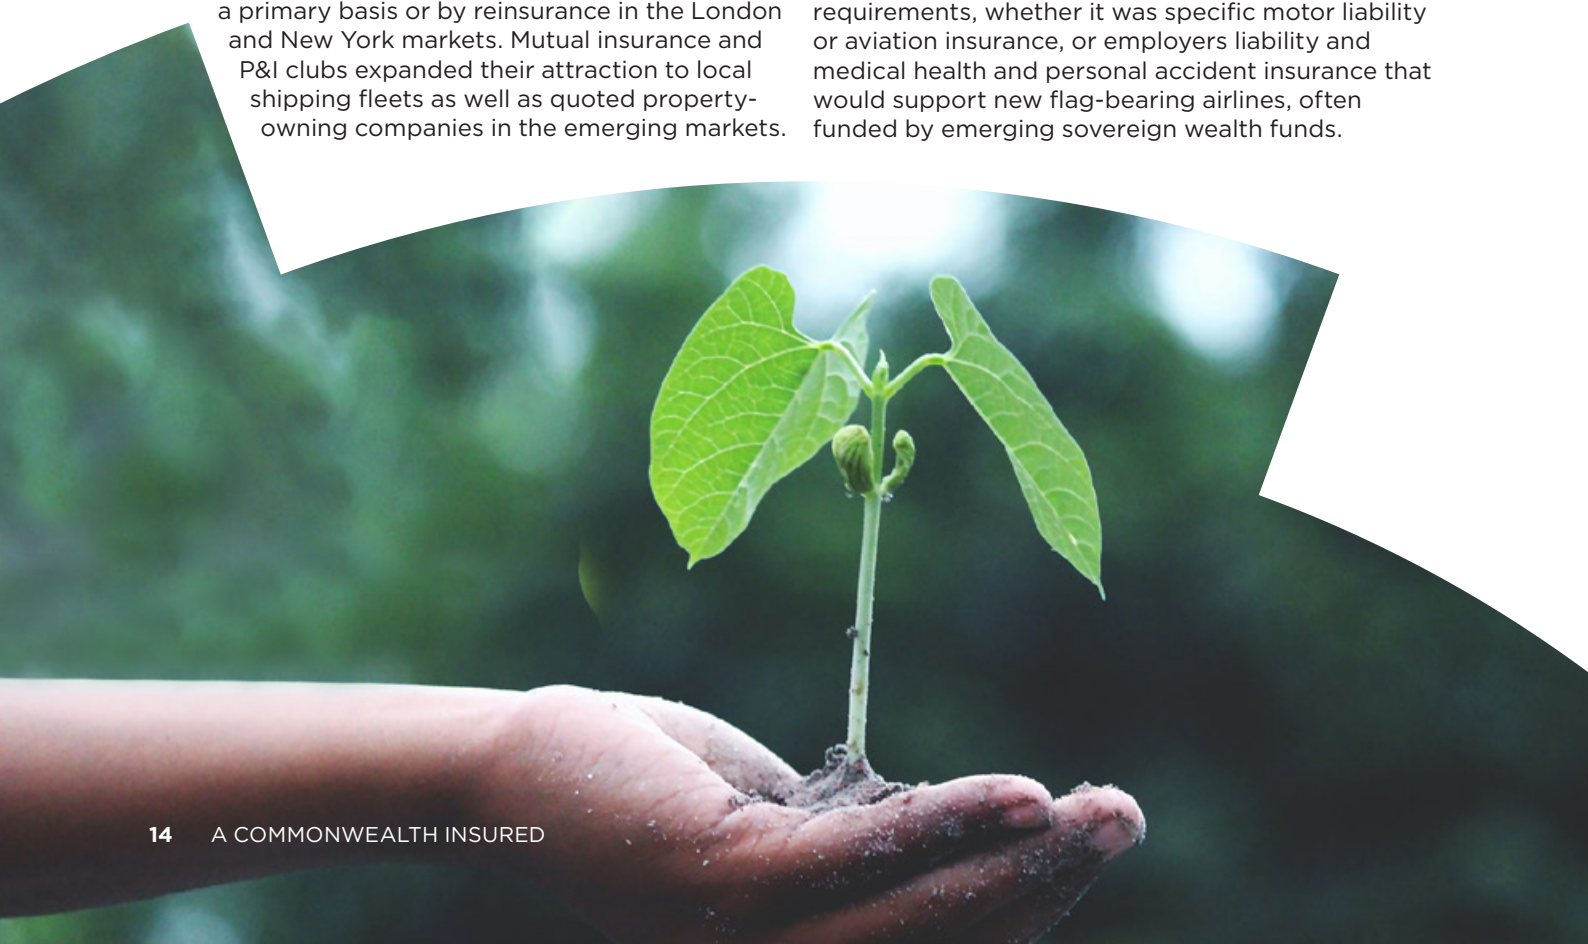 a primary basis or by reinsurance in the London
and New York markets. Mutual insurance and
P&I clubs expanded their attraction to local
shipping fleets as well as quoted property-
owning companies in the emerging markets.
requirements, whether it was specific motor liability
or aviation insurance, or employers liability and
medical health and personal accident insurance that
would support new flag-bearing airlines, often
funded by emerging sovereign wealth funds.
14 A COMMONWEALTH INSURED